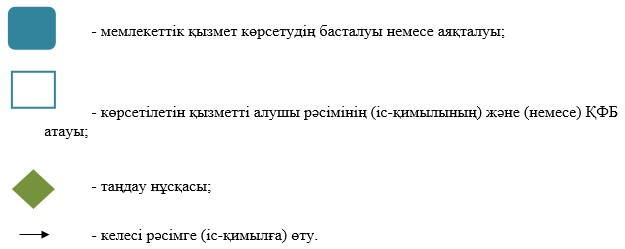 - мемлекеттік қызмет көрсетудің басталуы немесе аяқталуы;
- көрсетілетін қызметті алушы рәсімінің (іс-қимылының) және (немесе) ҚФБ
атауы;
- таңдау нұсқасы;
- келесі рәсімге (іс-қимылға) өту.